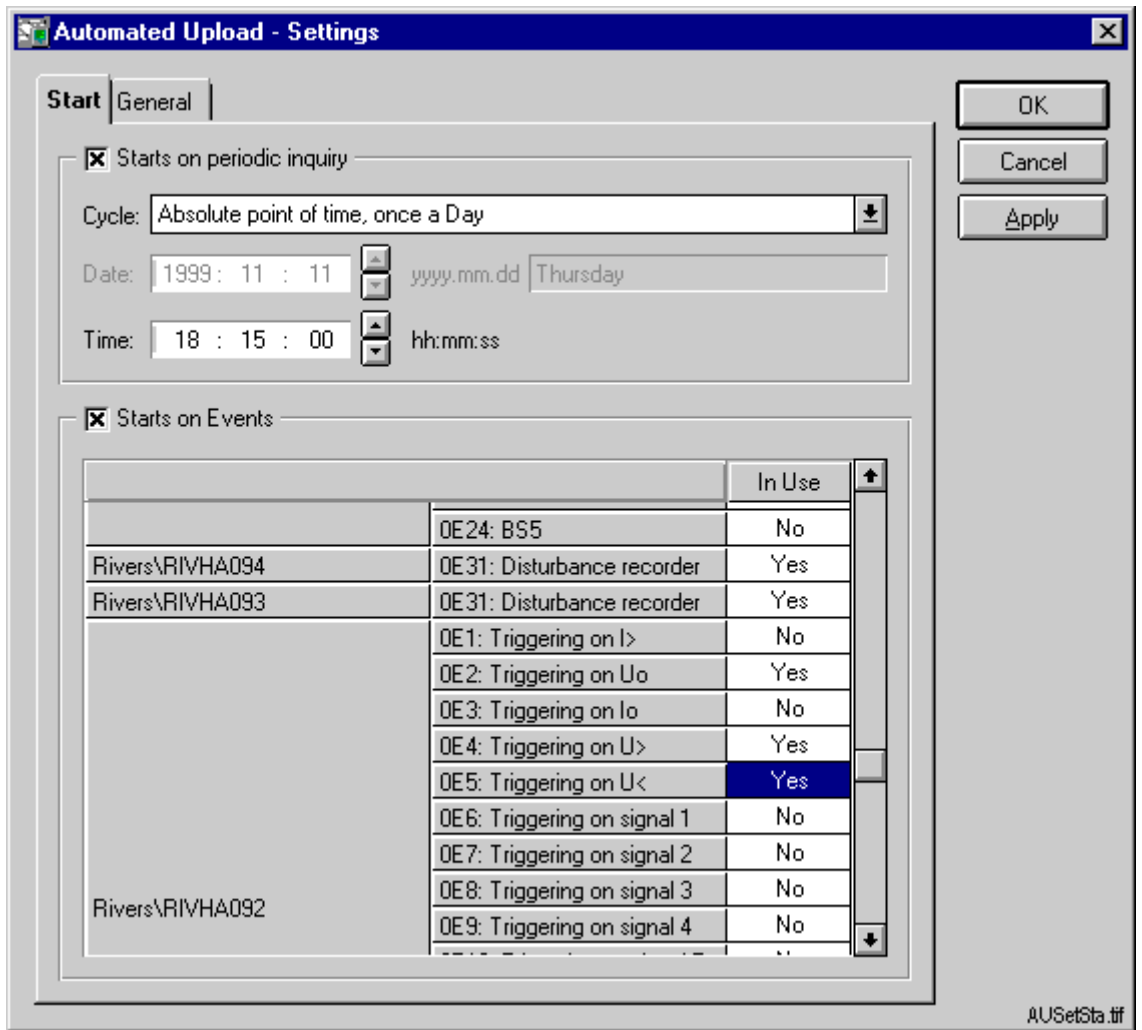 Automated Upload - Settings
Start General
OK
Cancel
Apply
Starts on periodic inquiry
Cycle: Absolute point of time, once a Day
Date: 1999 : 11 : 11 yyyy.mm.dd Thursday
Time: 18 : 15 : 00 hh:mm:ss
Starts on Events
In Use
0E24: BS5 No
Rivers\RIVHA094 0E31: Disturbance recorder Yes
Rivers\RIVHA093 0E31: Disturbance recorder Yes
0E1: Triggering on I> No
0E2: Triggering on Uo Yes
0E3: Triggering on Io No
0E4: Triggering on U> Yes
0E5: Triggering on U< Yes
0E6: Triggering on signal 1 No
0E7: Triggering on signal 2 No
0E8: Triggering on signal 3 No
Rivers\RIVHA092
0E9: Triggering on signal 4 No
AUSetSta.tif